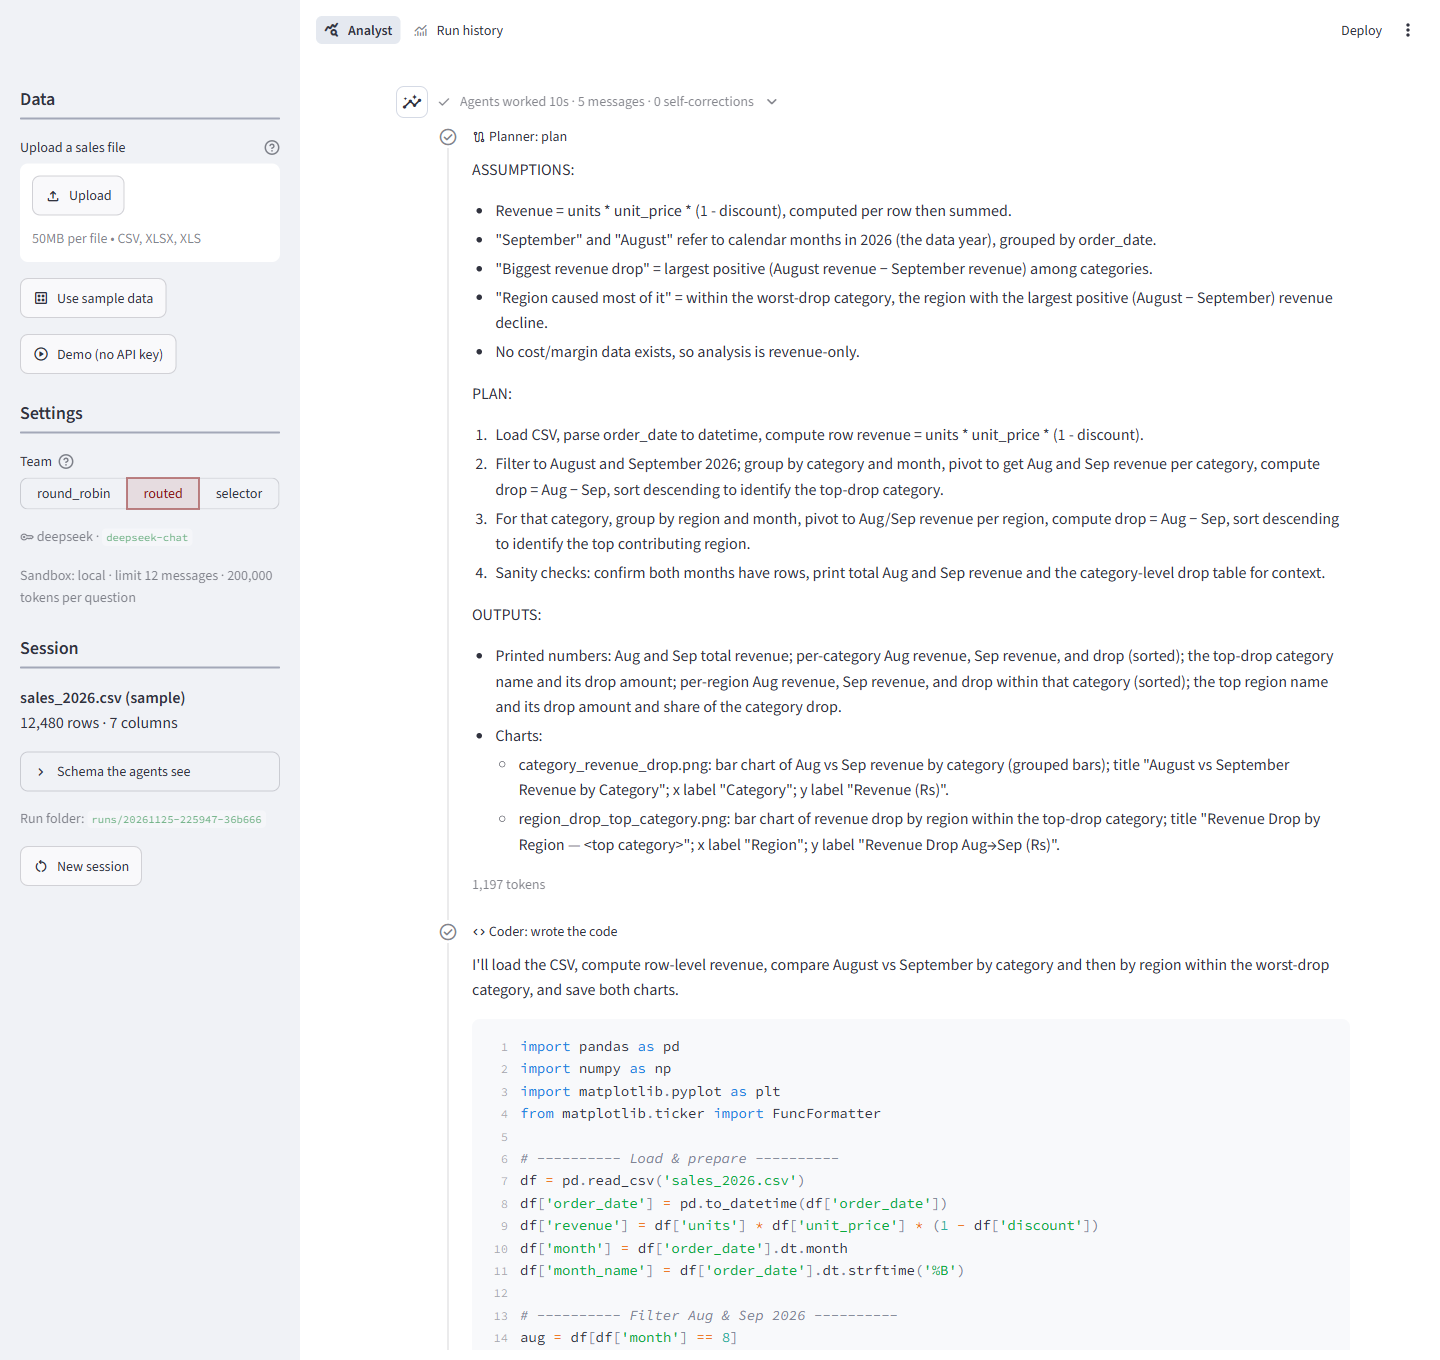 Analyst
Run history
Deploy
Data
Upload a sales file
Upload
50MB per file • CSV, XLSX, XLS
Use sample data
Demo (no API key)
Settings
Team
round_robin
routed
selector
deepseek · deepseek-chat
Sandbox: local · limit 12 messages · 200,000
tokens per question
Session
sales_2026.csv (sample)
12,480 rows · 7 columns
Schema the agents see
Run folder: runs/20261125-225947-36b666
New session
Agents worked 10s · 5 messages · 0 self-corrections
Planner: plan
ASSUMPTIONS:
• Revenue = units * unit_price * (1 - discount), computed per row then summed.
• "September" and "August" refer to calendar months in 2026 (the data year), grouped by order_date.
• "Biggest revenue drop" = largest positive (August revenue − September revenue) among categories.
• "Region caused most of it" = within the worst-drop category, the region with the largest positive (August − September) revenue
decline.
• No cost/margin data exists, so analysis is revenue-only.
PLAN:
1. Load CSV, parse order_date to datetime, compute row revenue = units * unit_price * (1 - discount).
2. Filter to August and September 2026; group by category and month, pivot to get Aug and Sep revenue per category, compute
drop = Aug − Sep, sort descending to identify the top-drop category.
3. For that category, group by region and month, pivot to Aug/Sep revenue per region, compute drop = Aug − Sep, sort descending
to identify the top contributing region.
4. Sanity checks: confirm both months have rows, print total Aug and Sep revenue and the category-level drop table for context.
OUTPUTS:
• Printed numbers: Aug and Sep total revenue; per-category Aug revenue, Sep revenue, and drop (sorted); the top-drop category
name and its drop amount; per-region Aug revenue, Sep revenue, and drop within that category (sorted); the top region name
and its drop amount and share of the category drop.
• Charts:
◦ category_revenue_drop.png: bar chart of Aug vs Sep revenue by category (grouped bars); title "August vs September
Revenue by Category"; x label "Category"; y label "Revenue (Rs)".
◦ region_drop_top_category.png: bar chart of revenue drop by region within the top-drop category; title "Revenue Drop by
Region — <top category>"; x label "Region"; y label "Revenue Drop Aug→Sep (Rs)".
1,197 tokens
<> Coder: wrote the code
I'll load the CSV, compute row-level revenue, compare August vs September by category and then by region within the worst-drop
category, and save both charts.
1 import pandas as pd
2 import numpy as np
3 import matplotlib.pyplot as plt
4 from matplotlib.ticker import FuncFormatter
5
6 # ---------- Load & prepare ----------
7 df = pd.read_csv('sales_2026.csv')
8 df['order_date'] = pd.to_datetime(df['order_date'])
9 df['revenue'] = df['units'] * df['unit_price'] * (1 - df['discount'])
10 df['month'] = df['order_date'].dt.month
11 df['month_name'] = df['order_date'].dt.strftime('%B')
12
13 # ---------- Filter Aug & Sep 2026 ----------
14 aug = df[df['month'] == 8]